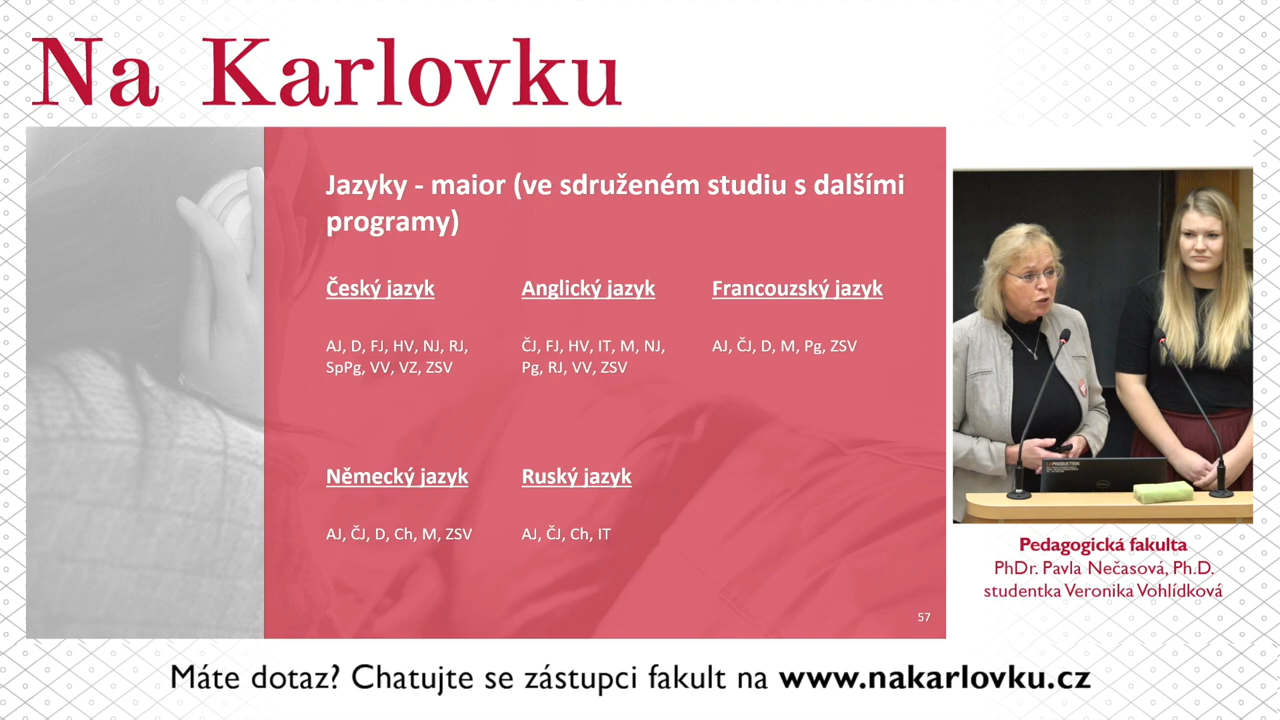 Na Karlovku
Jazyky - maior (ve sdruženém studiu s dalšími
programy)
Český jazyk
AJ, D, FJ, HV, NJ, RJ,
SpPg, VV, VZ, ZSV
Anglický jazyk
ČJ, FJ, HV, IT, M, NJ,
Pg, RJ, VV, ZSV
Francouzský jazyk
AJ, ČJ, D, M, Pg, ZSV
Německý jazyk
AJ, ČJ, D, Ch, M, ZSV
Ruský jazyk
AJ, ČJ, Ch, IT
57
Pedagogická fakulta
PhDr. Pavla Nečasová, Ph.D.
studentka Veronika Vohlídková
Máte dotaz? Chatujte se zástupci fakult na www.nakarlovku.cz